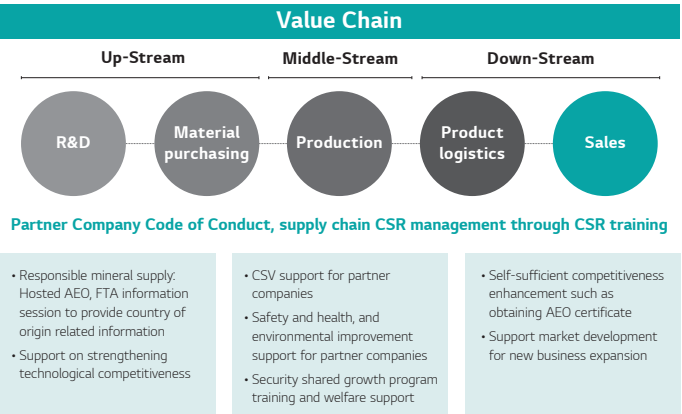 Value Chain
Up-Stream
Middle-Stream
Down-Stream
R&D
Material
purchasing
Production
Product
logistics
Sales
Partner Company Code of Conduct, supply chain CSR management through CSR training
• Responsible mineral supply:
Hosted AEO, FTA information
session to provide country of
origin related information
• Support on strengthening
technological competitiveness
• CSV support for partner
companies
• Safety and health, and
environmental improvement
support for partner companies
• Security shared growth program
training and welfare support
• Self-sufficient competitiveness
enhancement such as
obtaining AEO certificate
• Support market development
for new business expansion